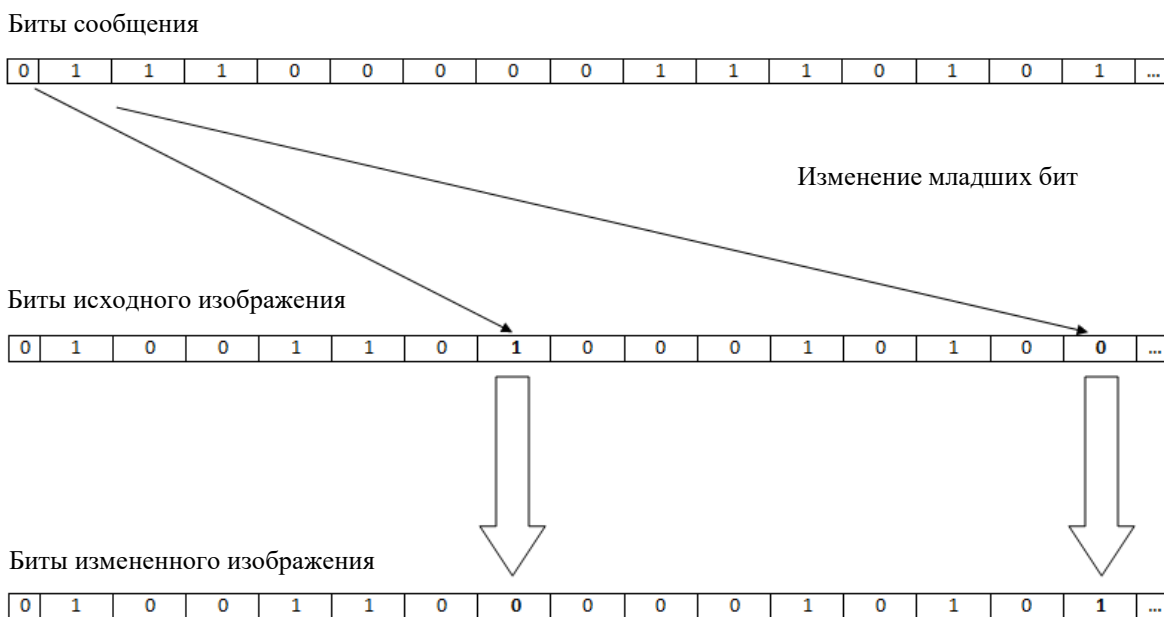 Биты сообщения
0 1 1 1 0 0 0 0 0 1 1 1 0 1 0 1 ...
Изменение младших бит
Биты исходного изображения
0 1 0 0 1 1 0 1 0 0 0 1 0 1 0 0 ...
Биты измененного изображения
0 1 0 0 1 1 0 0 0 0 0 1 0 1 0 1 ...